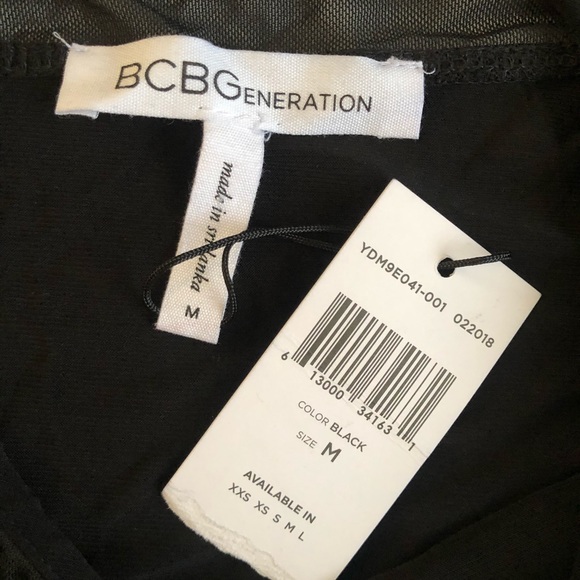 BCBGENERATION
made in sri lanka
M
YDM9E041-001 022018
6 13000 34163 1
COLOR BLACK
SIZE M
AVAILABLE IN
XXS XS S M L